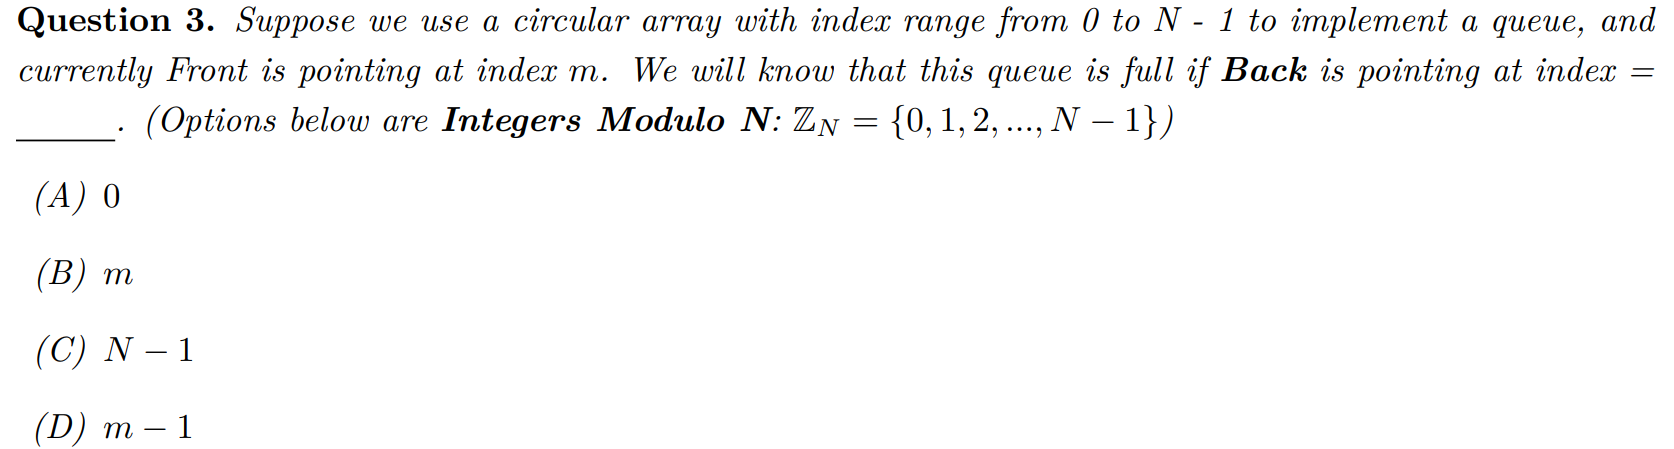 Question 3. Suppose we use a circular array with index range from 0 to N - 1 to implement a queue, and
currently Front is pointing at index m. We will know that this queue is full if Back is pointing at index =
______. (Options below are Integers Modulo N: ℤ_N = {0, 1, 2, ..., N − 1})
(A) 0
(B) m
(C) N − 1
(D) m − 1